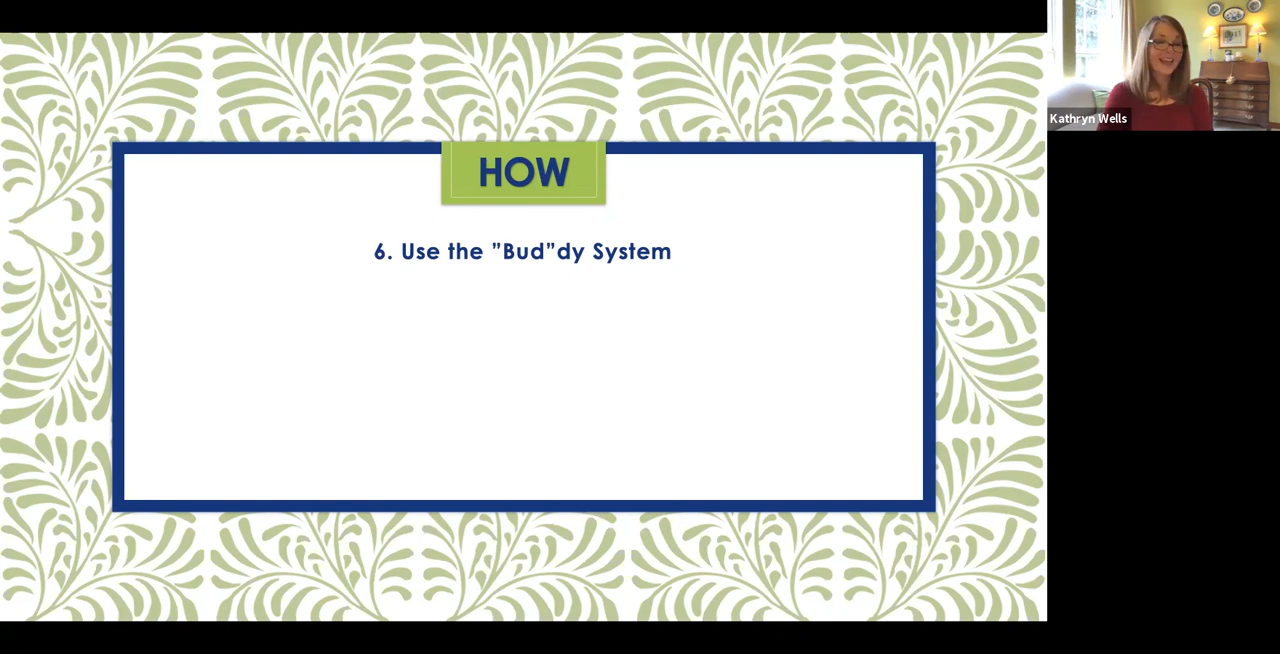 HOW
6. Use the ”Bud”dy System
Kathryn Wells